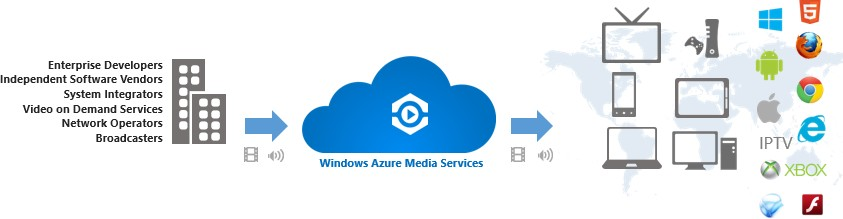 Enterprise Developers
Independent Software Vendors
System Integrators
Video on Demand Services
Network Operators
Broadcasters
Windows Azure Media Services
IPTV
XBOX